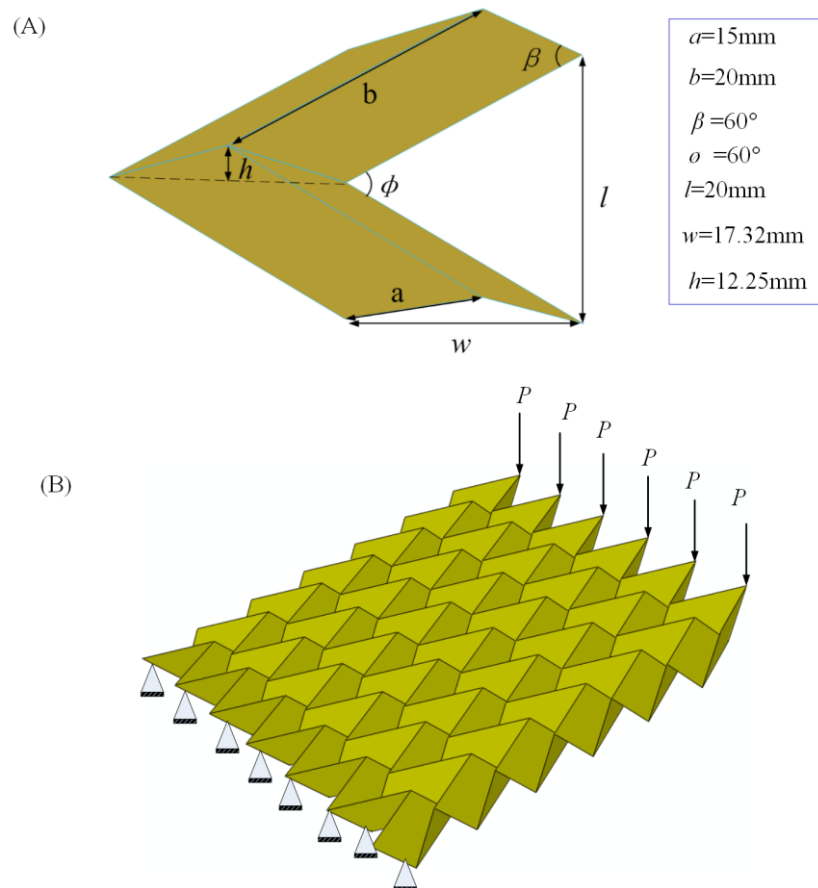 (A)
β
b
h
ϕ
l
a
w
a=15mm
b=20mm
β =60°
o =60°
l=20mm
w=17.32mm
h=12.25mm
(B)
P
P
P
P
P
P